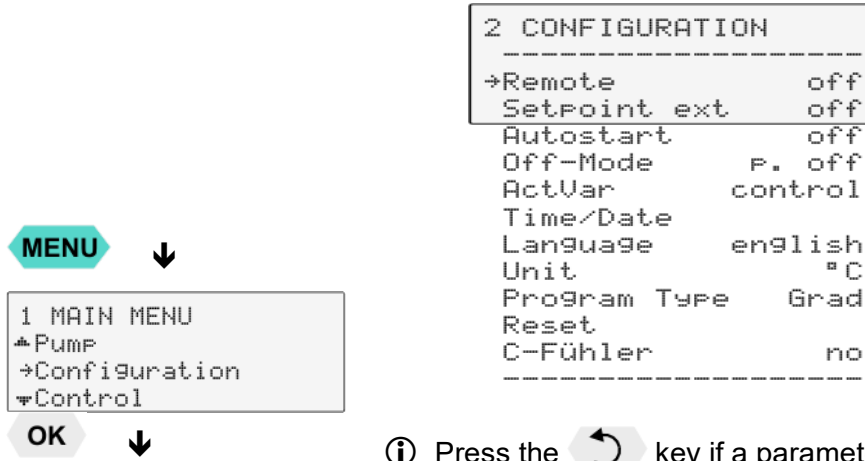 MENU
1 MAIN MENU
Pump
→Configuration
Control
OK
2 CONFIGURATION
--------------------
→Remote off
Setpoint ext off
Autostart off
Off-Mode p. off
ActVar control
Time/Date
Language english
Unit °C
Program Type Grad
Reset
C-Fühler no
--------------------
Press the key if a paramet